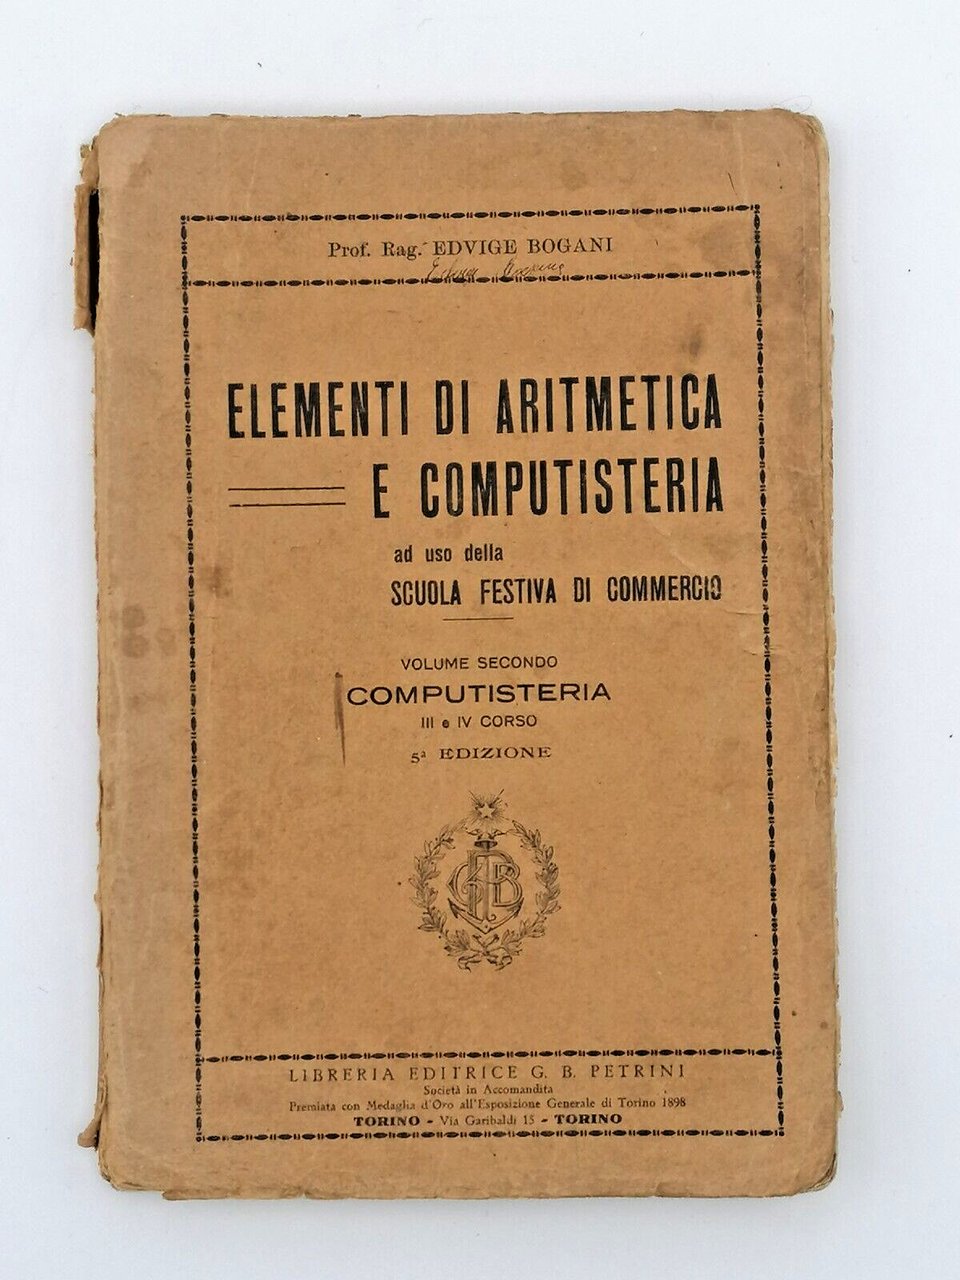 Prof. Rag. EDVIGE BOGANI
ELEMENTI DI ARITMETICA
E COMPUTISTERIA
ad uso della
SCUOLA FESTIVA DI COMMERCIO
VOLUME SECONDO
COMPUTISTERIA
III e IV CORSO
5ª EDIZIONE
LIBRERIA EDITRICE G. B. PETRINI
Società in Accomandita
Premiata con Medaglia d'Oro all'Esposizione Generale di Torino 1898
TORINO - Via Garibaldi 15 - TORINO